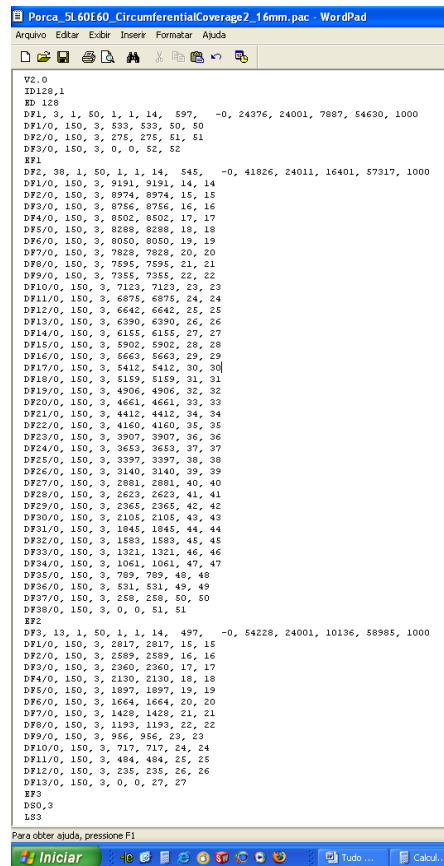 Porca_5L60E60_CircumferentialCoverage2_16mm.pac - WordPad
Arquivo Editar Exibir Inserir Formatar Ajuda
V2.0
ID128,1
ED 128
DF1, 3, 1, 50, 1, 1, 14, 597, -0, 24376, 24001, 7887, 54630, 1000
DF1/0, 150, 3, 533, 533, 50, 50
DF2/0, 150, 3, 275, 275, 51, 51
DF3/0, 150, 3, 0, 0, 52, 52
EF1
DF2, 38, 1, 50, 1, 1, 14, 545, -0, 41826, 24011, 16401, 57317, 1000
DF1/0, 150, 3, 9191, 9191, 14, 14
DF2/0, 150, 3, 8974, 8974, 15, 15
DF3/0, 150, 3, 8756, 8756, 16, 16
DF4/0, 150, 3, 8502, 8502, 17, 17
DF5/0, 150, 3, 8288, 8288, 18, 18
DF6/0, 150, 3, 8050, 8050, 19, 19
DF7/0, 150, 3, 7828, 7828, 20, 20
DF8/0, 150, 3, 7595, 7595, 21, 21
DF9/0, 150, 3, 7355, 7355, 22, 22
DF10/0, 150, 3, 7123, 7123, 23, 23
DF11/0, 150, 3, 6875, 6875, 24, 24
DF12/0, 150, 3, 6642, 6642, 25, 25
DF13/0, 150, 3, 6390, 6390, 26, 26
DF14/0, 150, 3, 6155, 6155, 27, 27
DF15/0, 150, 3, 5902, 5902, 28, 28
DF16/0, 150, 3, 5663, 5663, 29, 29
DF17/0, 150, 3, 5412, 5412, 30, 30
DF18/0, 150, 3, 5159, 5159, 31, 31
DF19/0, 150, 3, 4906, 4906, 32, 32
DF20/0, 150, 3, 4661, 4661, 33, 33
DF21/0, 150, 3, 4412, 4412, 34, 34
DF22/0, 150, 3, 4160, 4160, 35, 35
DF23/0, 150, 3, 3907, 3907, 36, 36
DF24/0, 150, 3, 3653, 3653, 37, 37
DF25/0, 150, 3, 3397, 3397, 38, 38
DF26/0, 150, 3, 3140, 3140, 39, 39
DF27/0, 150, 3, 2881, 2881, 40, 40
DF28/0, 150, 3, 2623, 2623, 41, 41
DF29/0, 150, 3, 2365, 2365, 42, 42
DF30/0, 150, 3, 2105, 2105, 43, 43
DF31/0, 150, 3, 1845, 1845, 44, 44
DF32/0, 150, 3, 1583, 1583, 45, 45
DF33/0, 150, 3, 1321, 1321, 46, 46
DF34/0, 150, 3, 1061, 1061, 47, 47
DF35/0, 150, 3, 789, 789, 48, 48
DF36/0, 150, 3, 531, 531, 49, 49
DF37/0, 150, 3, 258, 258, 50, 50
DF38/0, 150, 3, 0, 0, 51, 51
EF2
DF3, 13, 1, 50, 1, 1, 14, 497, -0, 54228, 24001, 10136, 58985, 1000
DF1/0, 150, 3, 2817, 2817, 15, 15
DF2/0, 150, 3, 2589, 2589, 16, 16
DF3/0, 150, 3, 2360, 2360, 17, 17
DF4/0, 150, 3, 2130, 2130, 18, 18
DF5/0, 150, 3, 1897, 1897, 19, 19
DF6/0, 150, 3, 1664, 1664, 20, 20
DF7/0, 150, 3, 1428, 1428, 21, 21
DF8/0, 150, 3, 1193, 1193, 22, 22
DF9/0, 150, 3, 956, 956, 23, 23
DF10/0, 150, 3, 717, 717, 24, 24
DF11/0, 150, 3, 484, 484, 25, 25
DF12/0, 150, 3, 235, 235, 26, 26
DF13/0, 150, 3, 0, 0, 27, 27
EF3
DS0,3
LS3
Para obter ajuda, pressione F1
Iniciar Tudo ... Calcul..